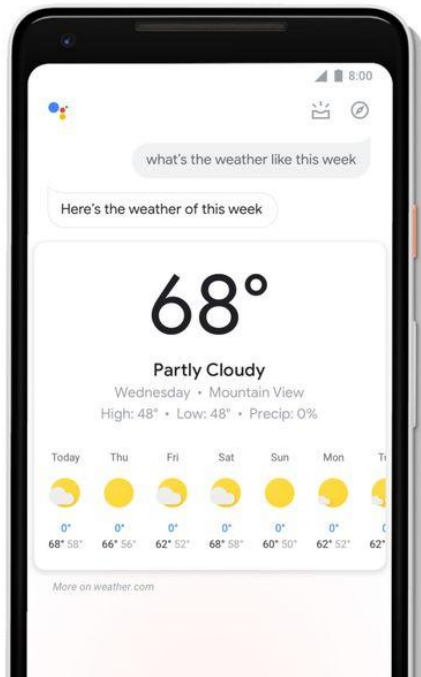 8:00
what's the weather like this week
Here's the weather of this week
68°
Partly Cloudy
Wednesday • Mountain View
High: 48° • Low: 48° • Precip: 0%
Today Thu Fri Sat Sun Mon
0° 0° 0° 0° 0° 0°
68° 58° 66° 56° 62° 52° 68° 58° 60° 50° 62° 52° 62°
More on weather.com